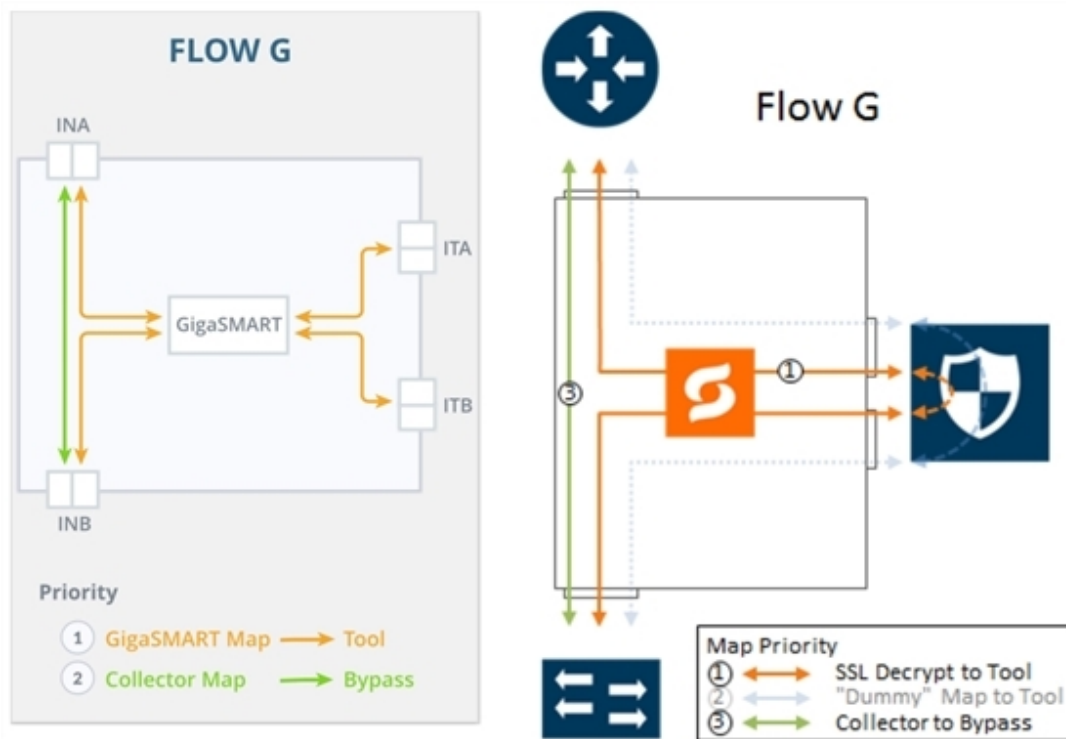 FLOW G
INA
ITA
GigaSMART
ITB
INB
Priority
1 GigaSMART Map Tool
2 Collector Map Bypass
Flow G
1
3
Map Priority
1 SSL Decrypt to Tool
2 "Dummy" Map to Tool
3 Collector to Bypass